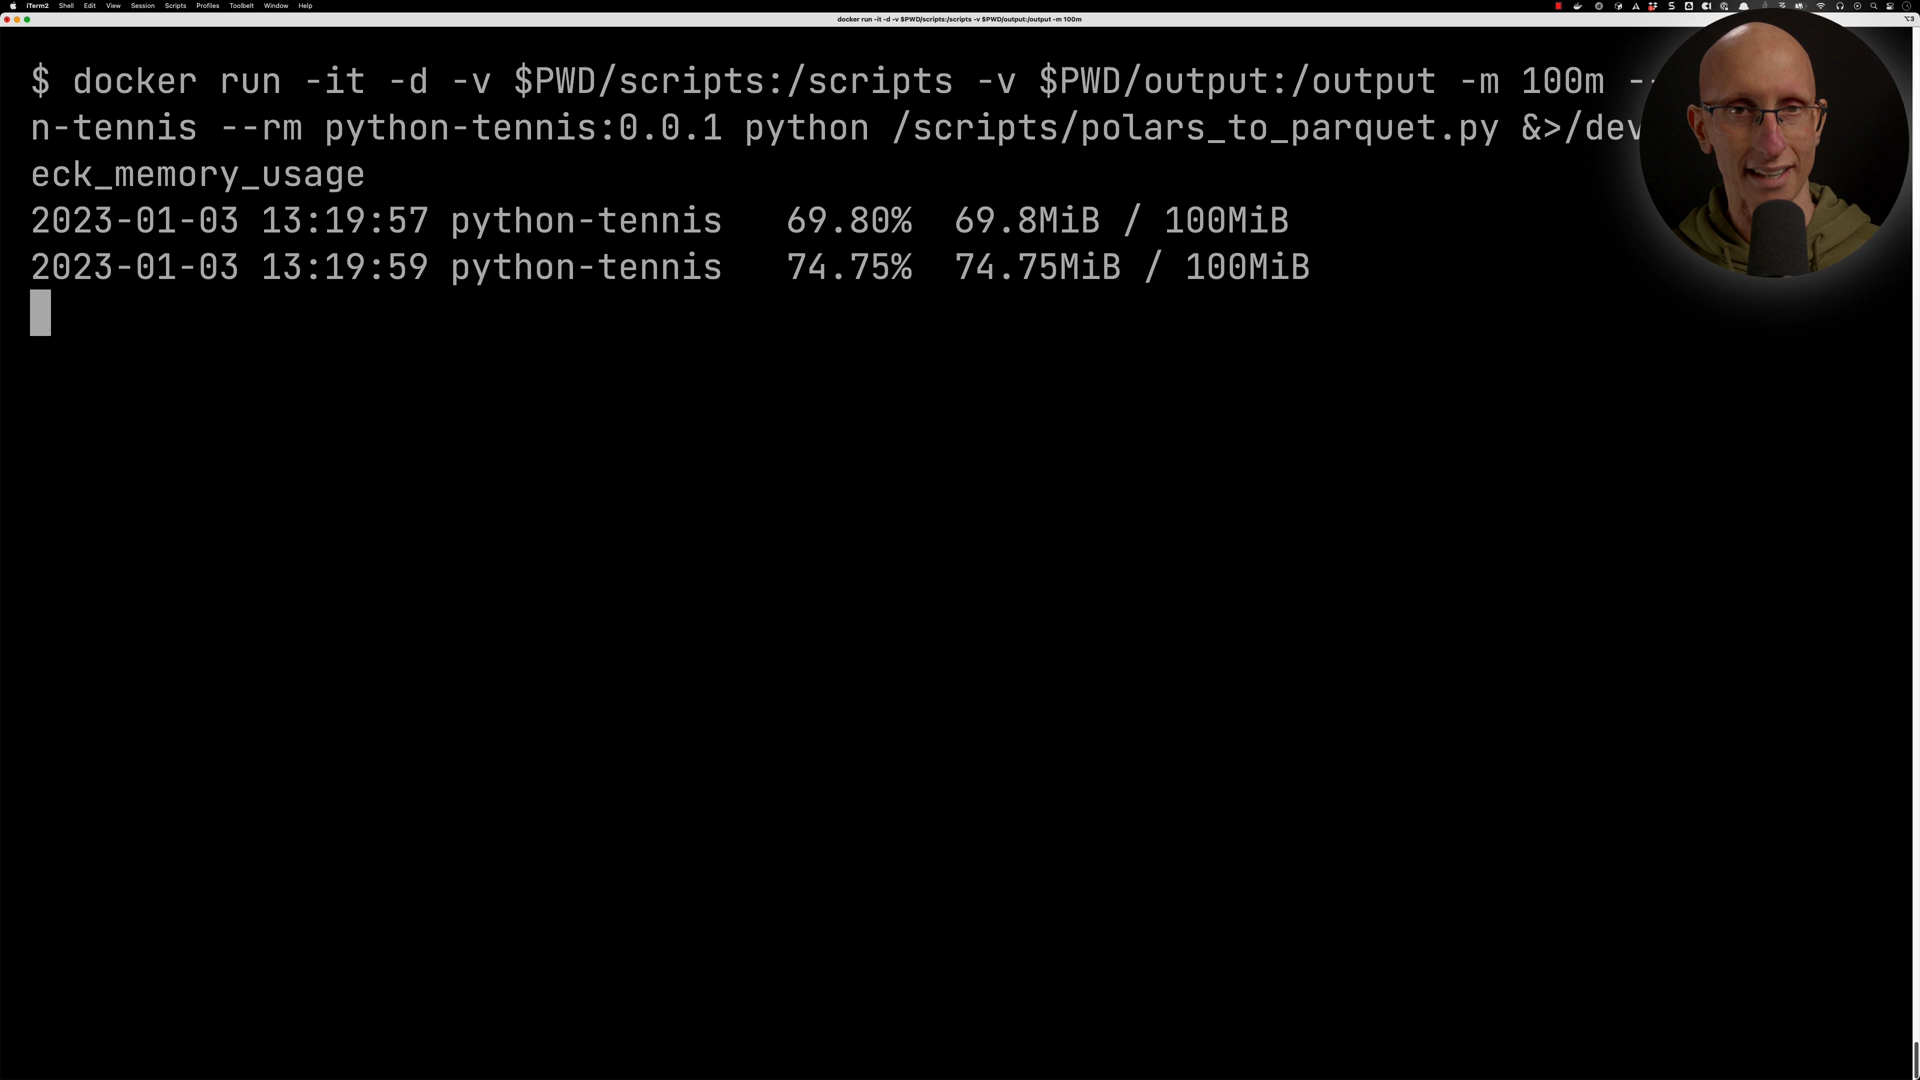 iTerm2 Shell Edit View Session Scripts Profiles Toolbelt Window Help
docker run -it -d -v $PWD/scripts:/scripts -v $PWD/output:/output -m 100m
⌥3
$ docker run -it -d -v $PWD/scripts:/scripts -v $PWD/output:/output -m 100m --
n-tennis --rm python-tennis:0.0.1 python /scripts/polars_to_parquet.py &>/dev
eck_memory_usage
2023-01-03 13:19:57 python-tennis 69.80% 69.8MiB / 100MiB
2023-01-03 13:19:59 python-tennis 74.75% 74.75MiB / 100MiB